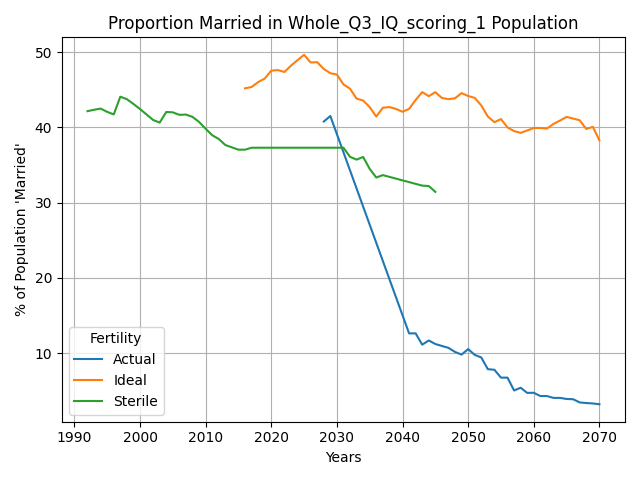 Proportion Married in Whole_Q3_IQ_scoring_1 Population
% of Population 'Married'
50
40
30
20
10
Fertility
Actual
Ideal
Sterile
1990 2000 2010 2020 2030 2040 2050 2060 2070
Years